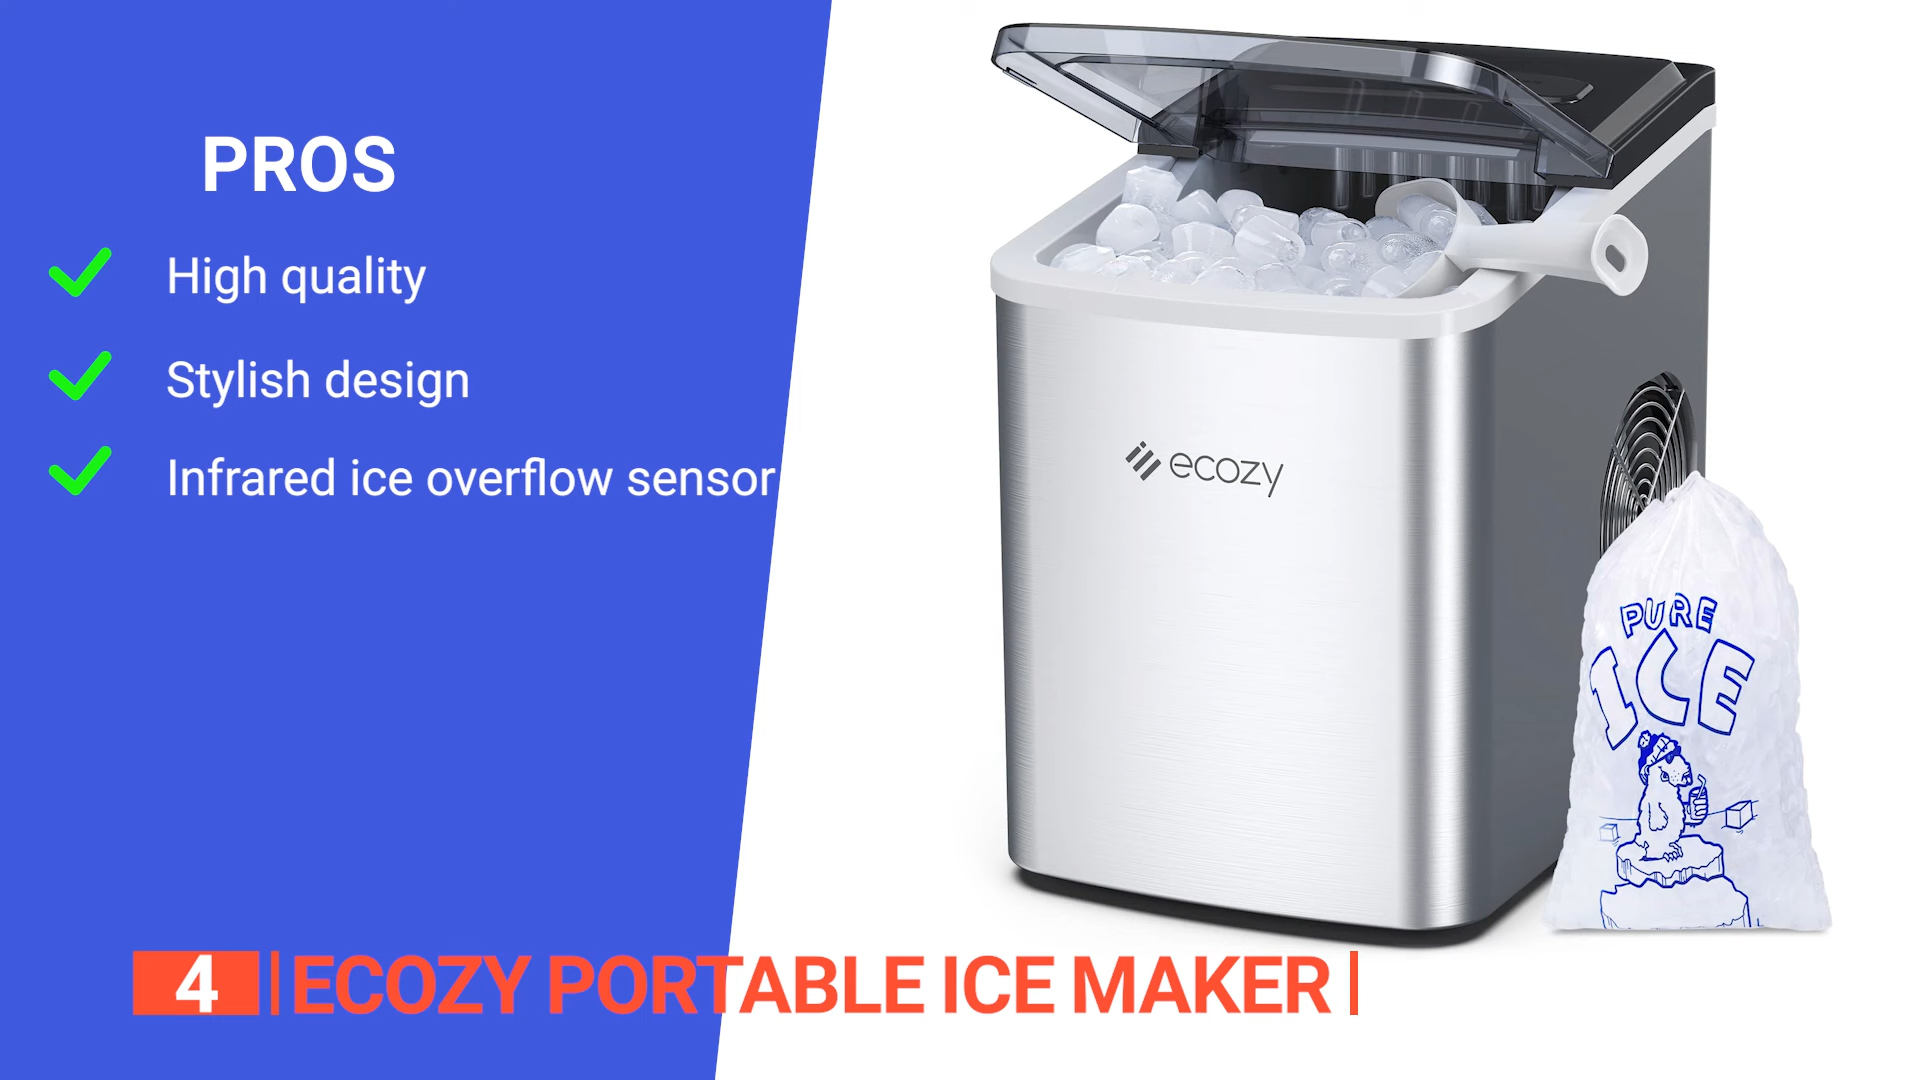 PROS
High quality
Stylish design
Infrared ice overflow sensor
ecozy
PURE
ICE
4 ECOZY PORTABLE ICE MAKER